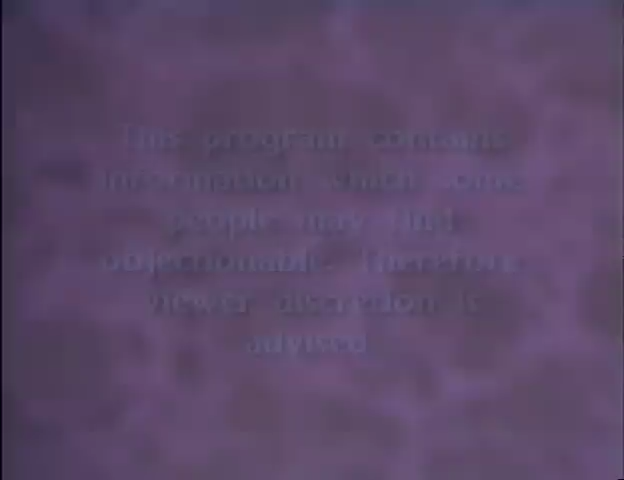 This program contains
information which some
people may find
objectionable. Therefore
viewer discretion is
advised.